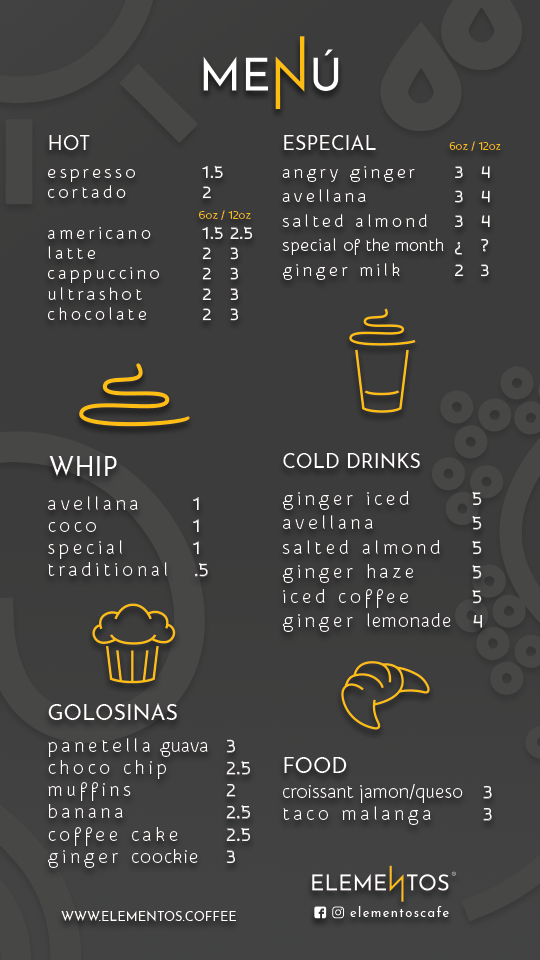 MENÚ
HOT
espresso 1.5
cortado 2
6oz / 12oz
americano 1.5 2.5
latte 2 3
cappuccino 2 3
ultrashot 2 3
chocolate 2 3
ESPECIAL 6oz / 12oz
angry ginger 3 4
avellana 3 4
salted almond 3 4
special of the month ¿ ?
ginger milk 2 3
WHIP
avellana 1
coco 1
special 1
traditional .5
COLD DRINKS
ginger iced 5
avellana 5
salted almond 5
ginger haze 5
iced coffee 5
ginger lemonade 4
GOLOSINAS
panetella guava 3
choco chip 2.5
muffins 2
banana 2.5
coffee cake 2.5
ginger coockie 3
FOOD
croissant jamon/queso 3
taco malanga 3
WWW.ELEMENTOS.COFFEE
ELEMENTOS®
elementoscafe